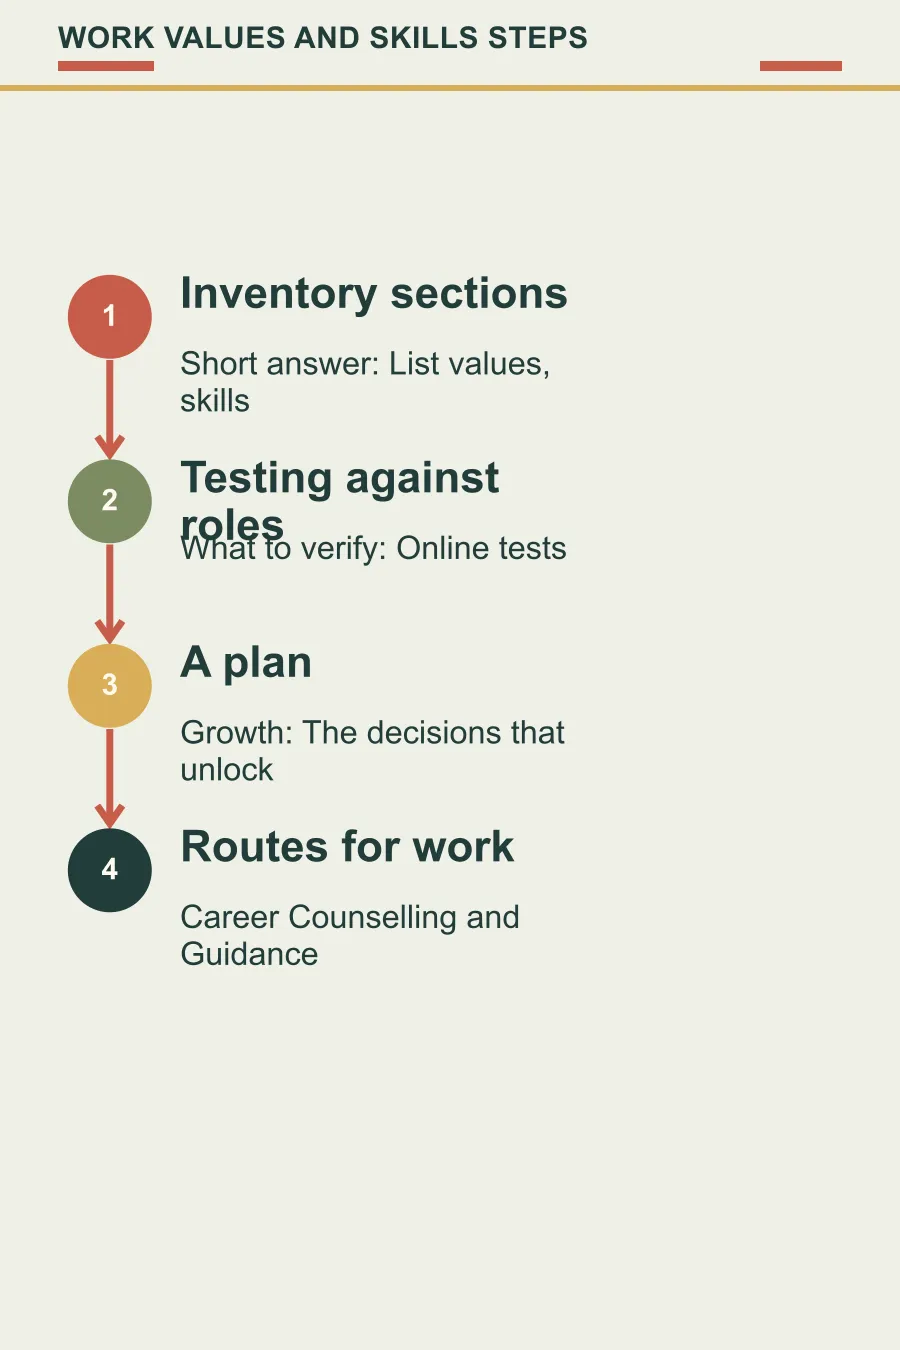 WORK VALUES AND SKILLS STEPS
1
Inventory sections
Short answer: List values,
skills
2
Testing against
roles
What to verify: Online tests
3
A plan
Growth: The decisions that
unlock
4
Routes for work
Career Counselling and
Guidance